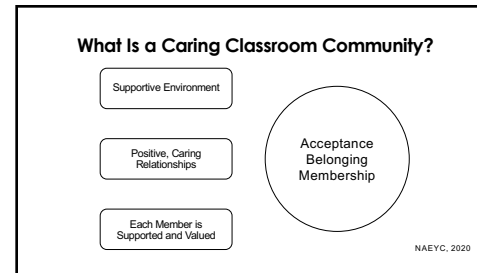 What Is a Caring Classroom Community?
Supportive Environment
Positive, Caring
Relationships
Each Member is
Supported and Valued
Acceptance
Belonging
Membership
NAEYC, 2020